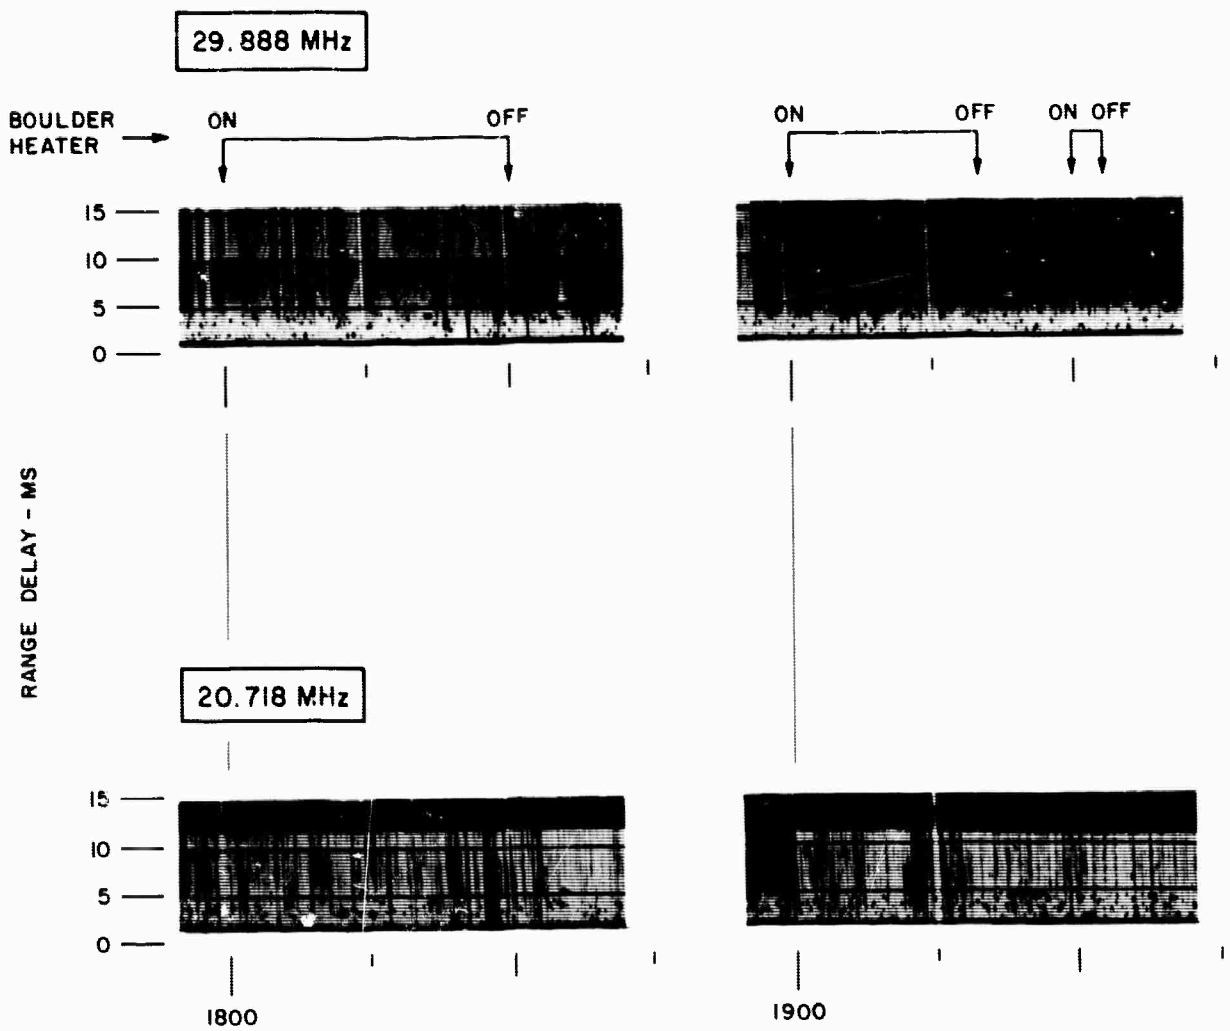 29.888 MHz
BOULDER HEATER
ON
OFF
ON
OFF
ON OFF
15
10
5
0
RANGE DELAY - MS
20.718 MHz
15
10
5
0
1800
1900